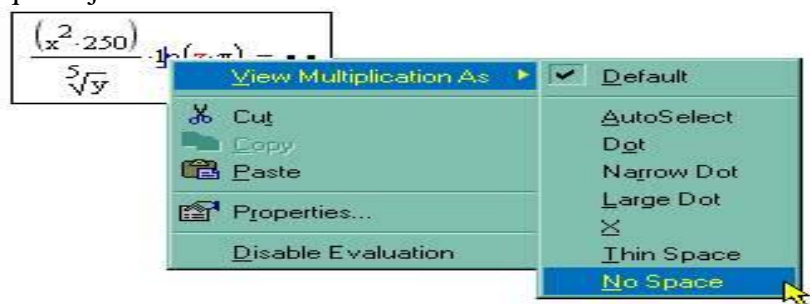 (x²·250)
⁵√y
·ln(z·π) =
View Multiplication As
Cut
Copy
Paste
Properties...
Disable Evaluation
Default
AutoSelect
Dot
Narrow Dot
Large Dot
X
Thin Space
No Space